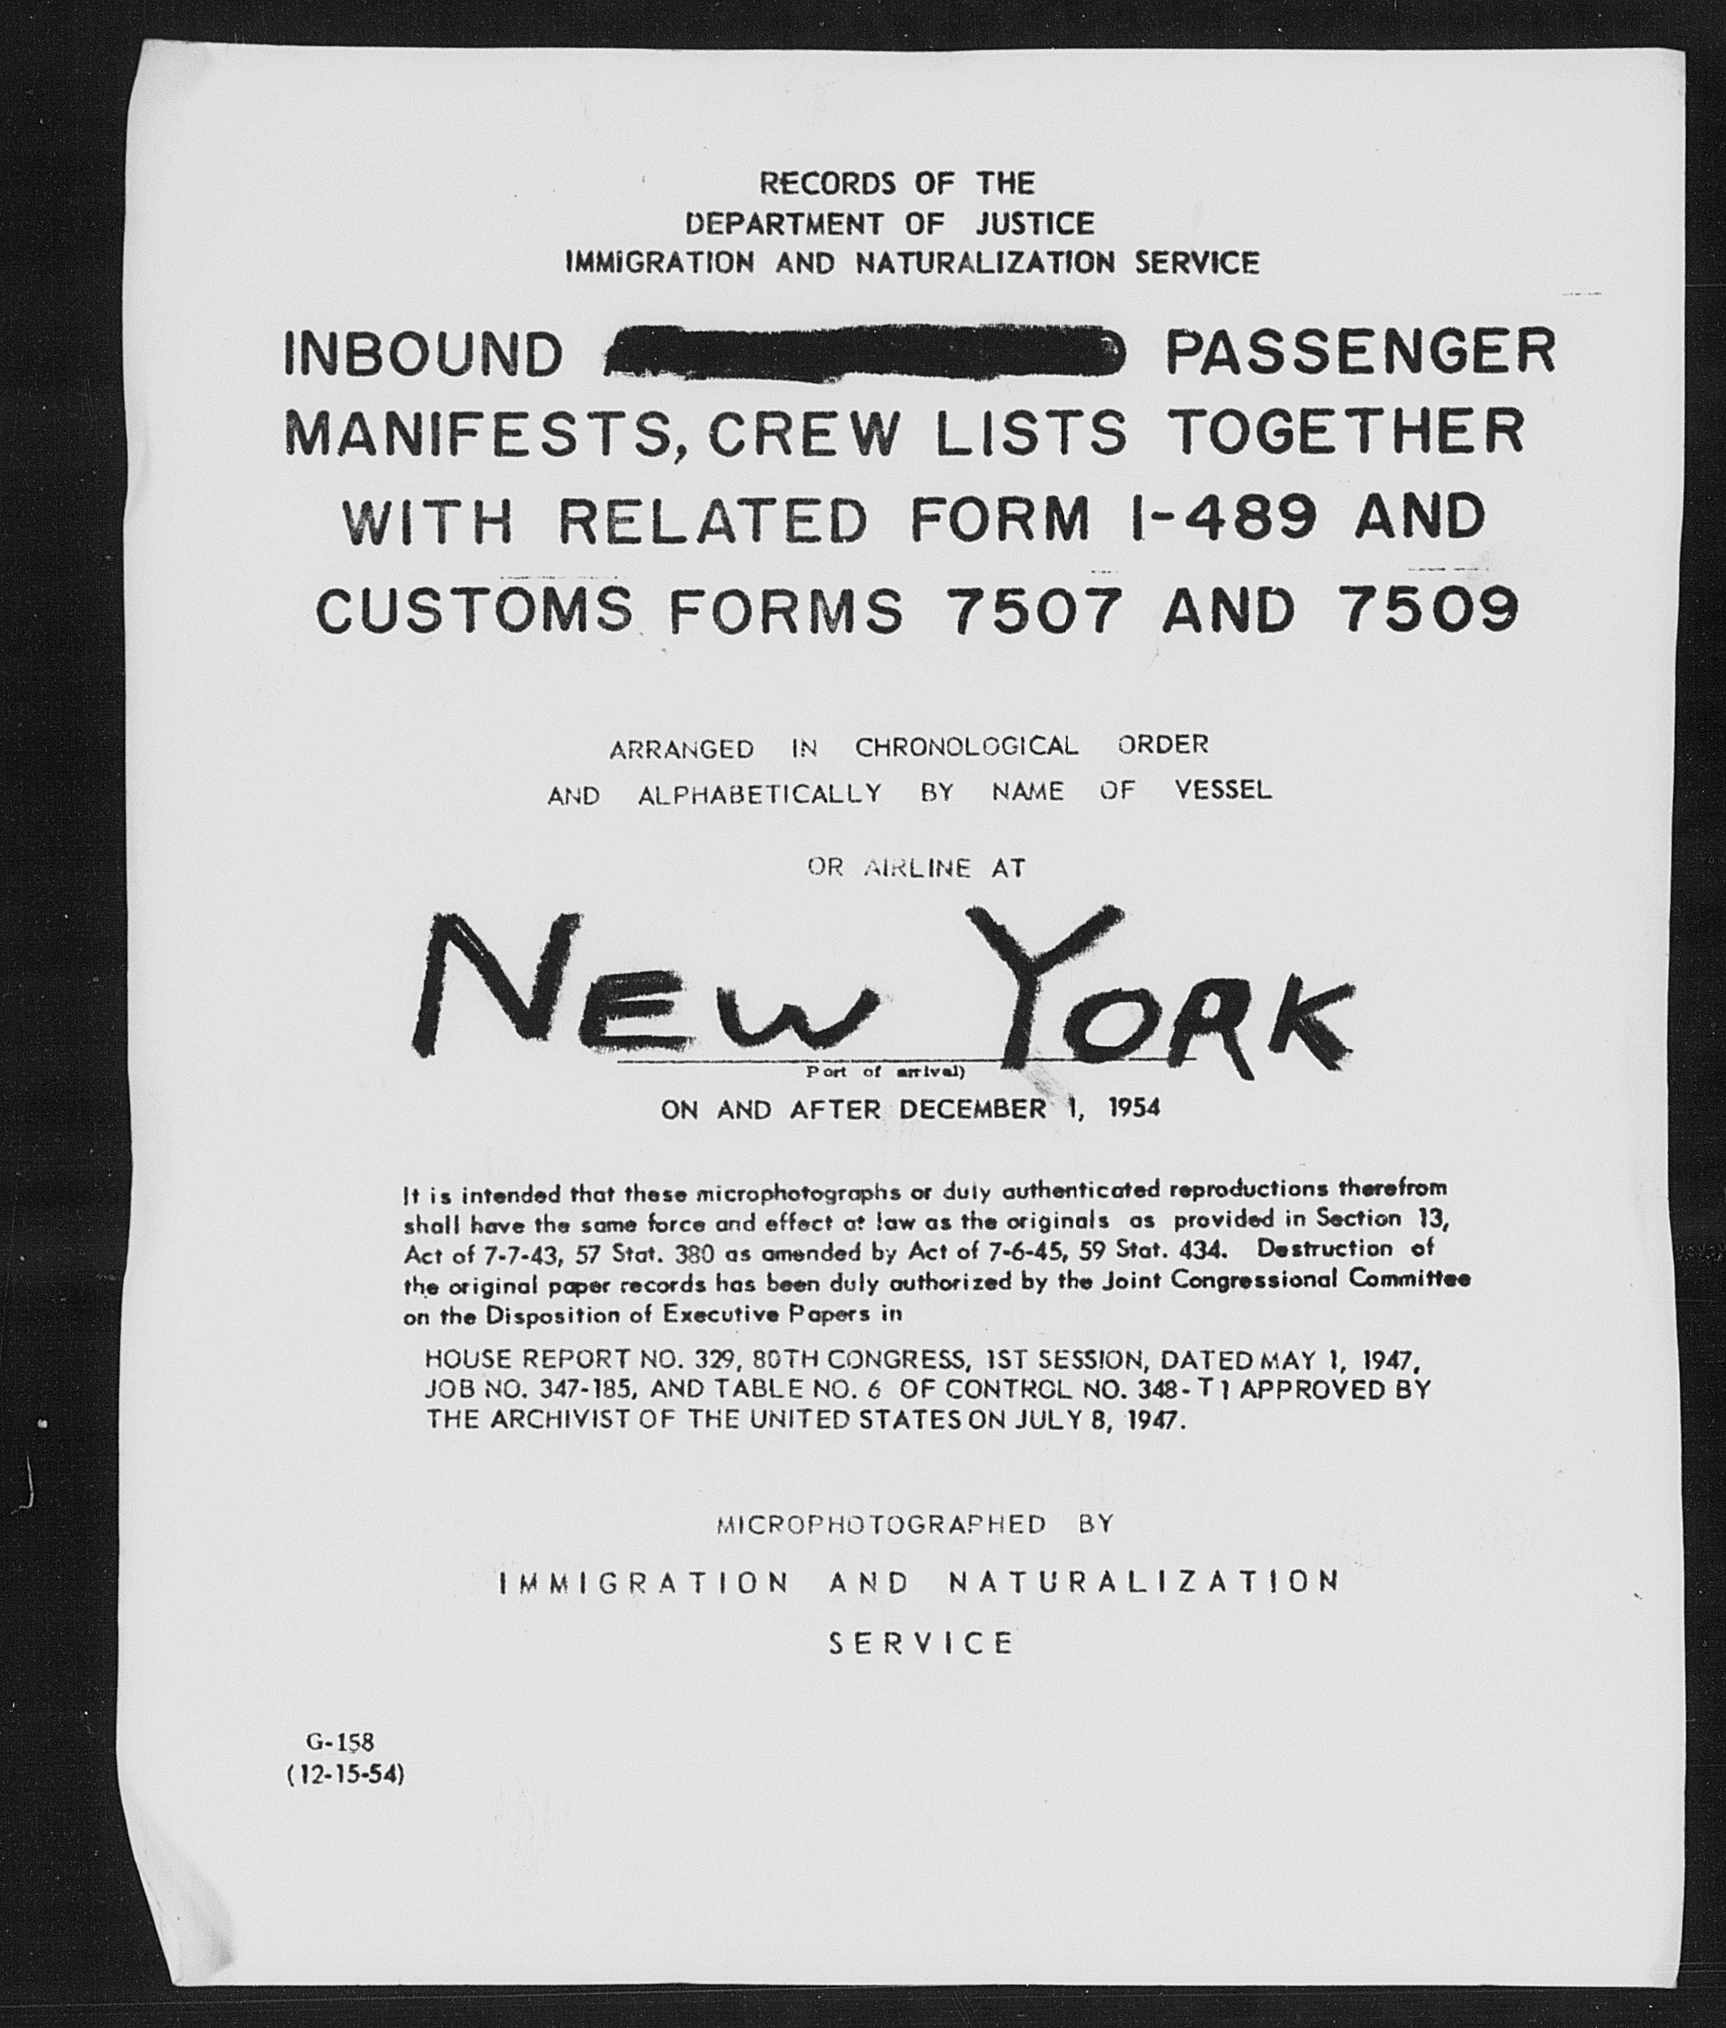 RECORDS OF THE
DEPARTMENT OF JUSTICE
IMMIGRATION AND NATURALIZATION SERVICE
INBOUND PASSENGER
MANIFESTS, CREW LISTS TOGETHER
WITH RELATED FORM I-489 AND
CUSTOMS FORMS 7507 AND 7509
ARRANGED IN CHRONOLOGICAL ORDER
AND ALPHABETICALLY BY NAME OF VESSEL
OR AIRLINE AT
NEW YORK
Port of arrival)
ON AND AFTER DECEMBER 1, 1954
It is intended that these microphotographs or duly authenticated reproductions therefrom
shall have the same force and effect at law as the originals as provided in Section 13,
Act of 7-7-43, 57 Stat. 380 as amended by Act of 7-6-45, 59 Stat. 434. Destruction of
the original paper records has been duly authorized by the Joint Congressional Committee
on the Disposition of Executive Papers in
HOUSE REPORT NO. 329, 80TH CONGRESS, 1ST SESSION, DATED MAY 1, 1947,
JOB NO. 347-185, AND TABLE NO. 6 OF CONTROL NO. 348-T1 APPROVED BY
THE ARCHIVIST OF THE UNITED STATES ON JULY 8, 1947.
MICROPHOTOGRAPHED BY
IMMIGRATION AND NATURALIZATION
SERVICE
G-158
(12-15-54)